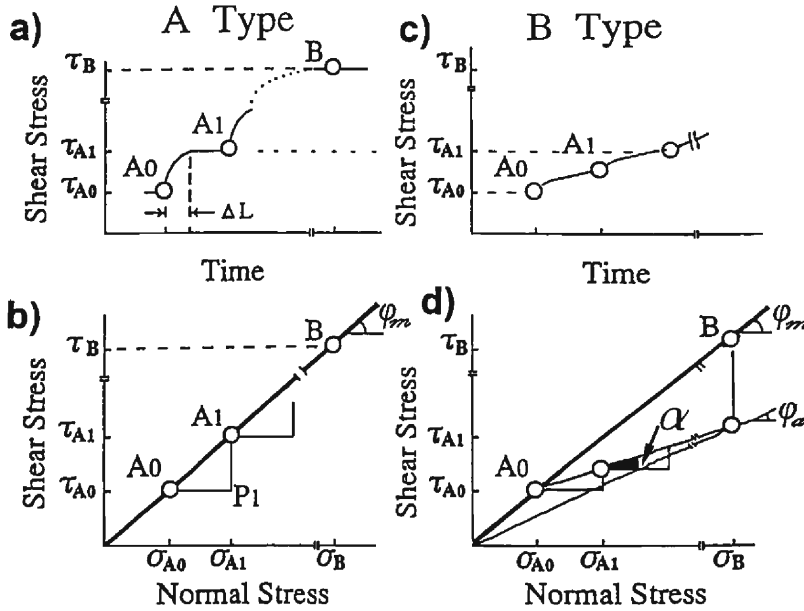 a) A Type
τB
B
Shear Stress
τA1
A1
τA0
A0
ΔL
Time
c) B Type
τB
Shear Stress
τA1
A1
τA0
A0
Time
b)
φm
τB
B
Shear Stress
τA1
A1
τA0
A0
P1
σA0 σA1 σB
Normal Stress
d)
φm
τB
B
Shear Stress
τA1
α
φa
τA0
A0
σA0 σA1 σB
Normal Stress